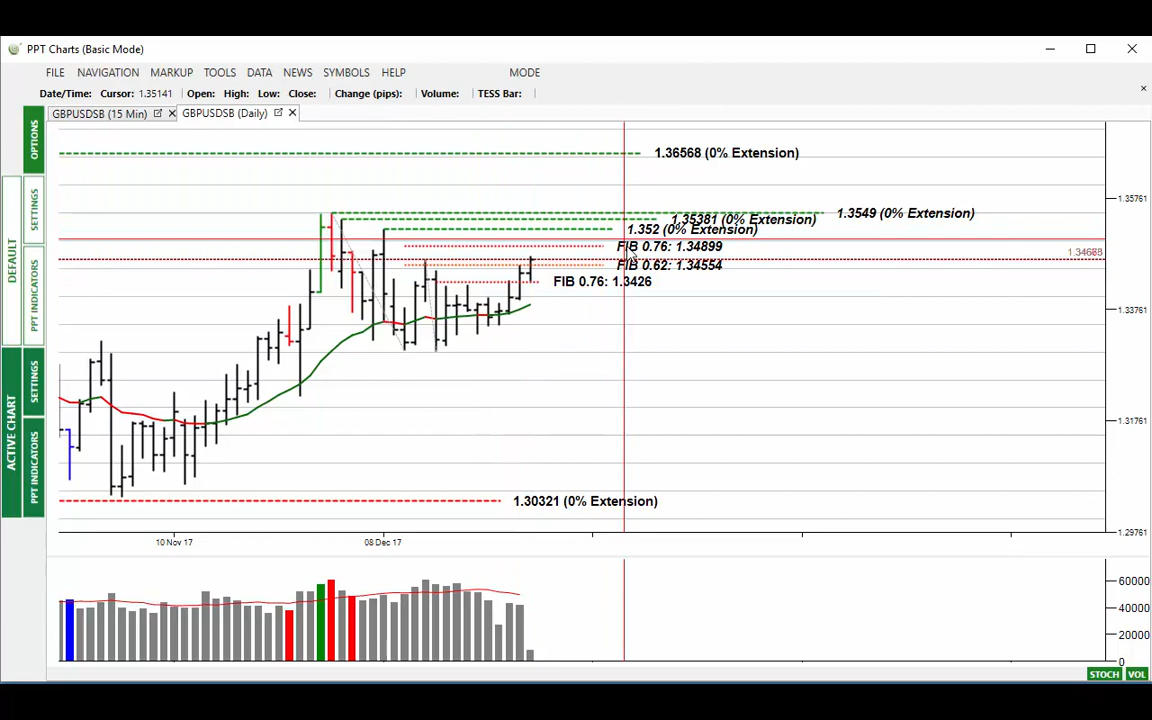 PPT Charts (Basic Mode)
FILE NAVIGATION MARKUP TOOLS DATA NEWS SYMBOLS HELP MODE
Date/Time: Cursor: 1.35141 Open: High: Low: Close: Change (pips): Volume: TESS Bar:
GBPUSDSB (15 Min) GBPUSDSB (Daily)
OPTIONS
SETTINGS
DEFAULT
PPT INDICATORS
SETTINGS
ACTIVE CHART
PPT INDICATORS
1.36568 (0% Extension)
1.35761
1.3549 (0% Extension)
1.35381 (0% Extension)
1.352 (0% Extension)
FIB 0.76: 1.34899
FIB 0.62: 1.34554
FIB 0.76: 1.3426
1.33761
1.31761
1.30321 (0% Extension)
1.29761
10 Nov 17 08 Dec 17
60000
40000
20000
0
STOCH VOL